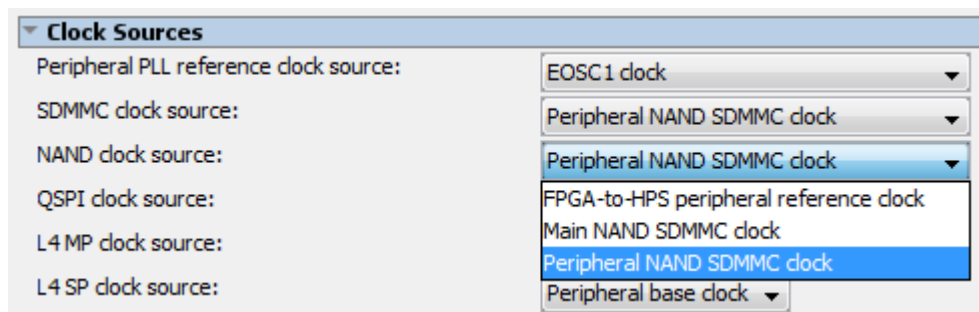 Clock Sources
Peripheral PLL reference clock source:
EOSC1 clock
SDMMC clock source:
Peripheral NAND SDMMC clock
NAND clock source:
Peripheral NAND SDMMC clock
QSPI clock source:
FPGA-to-HPS peripheral reference clock
L4 MP clock source:
Main NAND SDMMC clock
Peripheral NAND SDMMC clock
L4 SP clock source:
Peripheral base clock